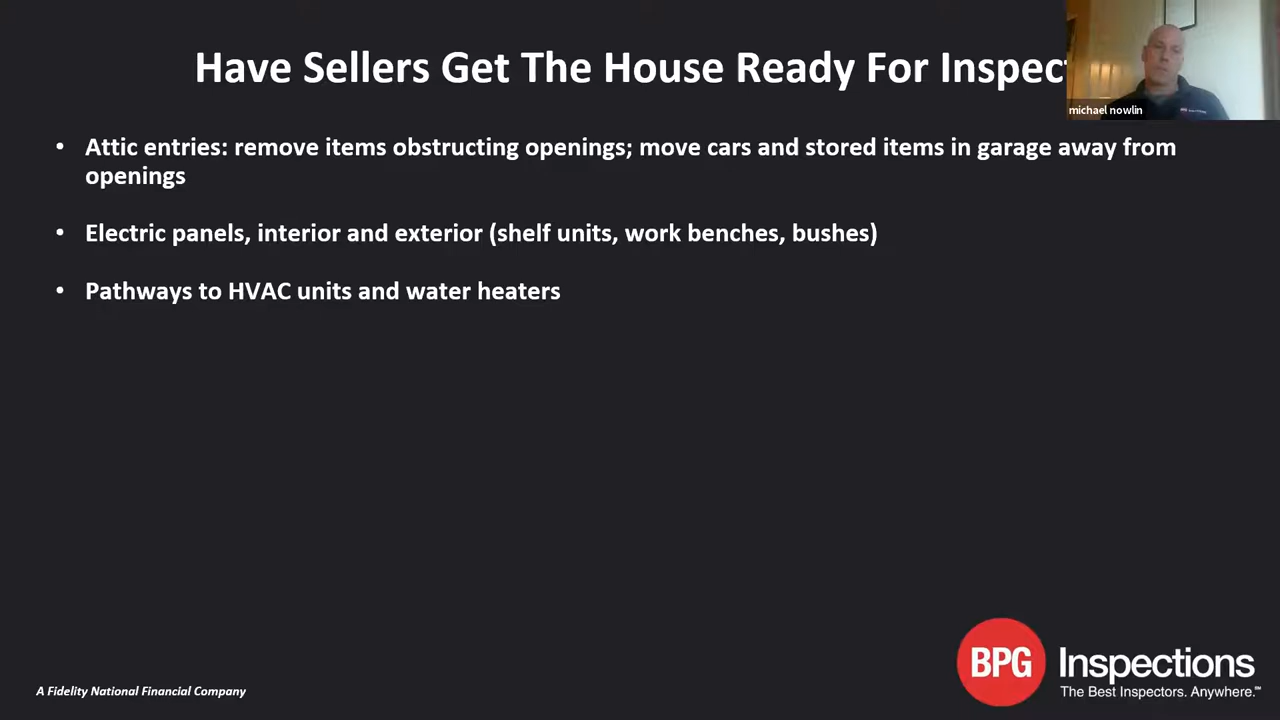 Have Sellers Get The House Ready For Inspec
michael nowlin
• Attic entries: remove items obstructing openings; move cars and stored items in garage away from
openings
• Electric panels, interior and exterior (shelf units, work benches, bushes)
• Pathways to HVAC units and water heaters
BPG Inspections
The Best Inspectors. Anywhere.℠
A Fidelity National Financial Company